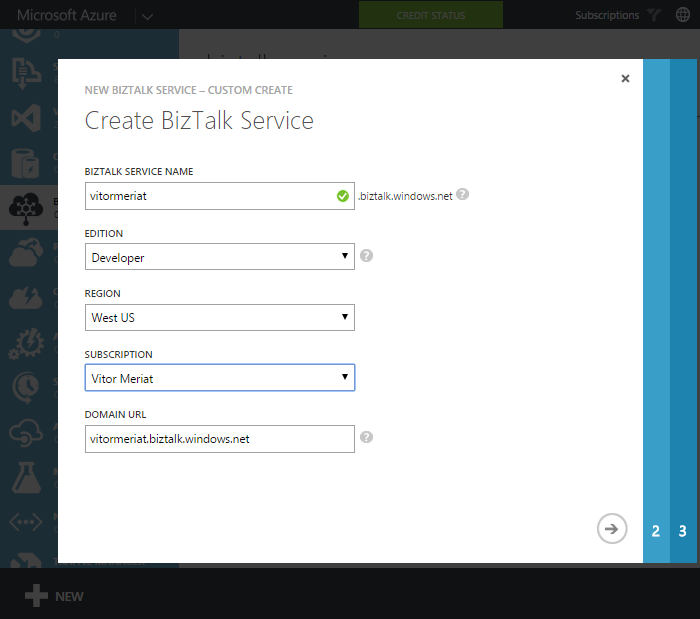 Microsoft Azure
CREDIT STATUS
Subscriptions
NEW BIZTALK SERVICE – CUSTOM CREATE
Create BizTalk Service
BIZTALK SERVICE NAME
vitormeriat .biztalk.windows.net ?
EDITION
Developer ?
REGION
West US
SUBSCRIPTION
Vitor Meriat
DOMAIN URL
vitormeriat.biztalk.windows.net ?
2 3
NEW